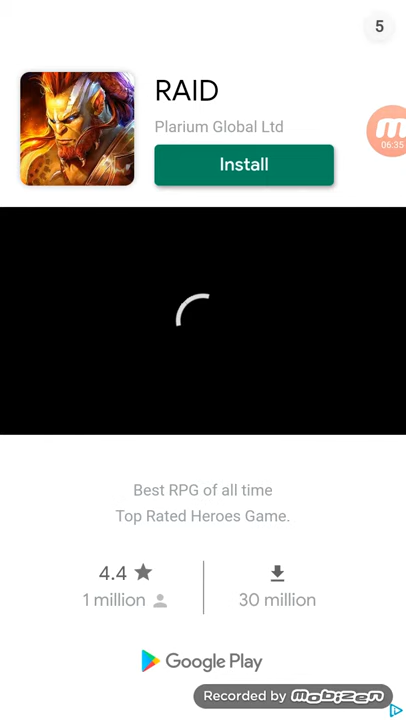 5
RAID
Plarium Global Ltd
Install
06:35
Best RPG of all time
Top Rated Heroes Game.
4.4
1 million
30 million
Google Play
Recorded by mobizen